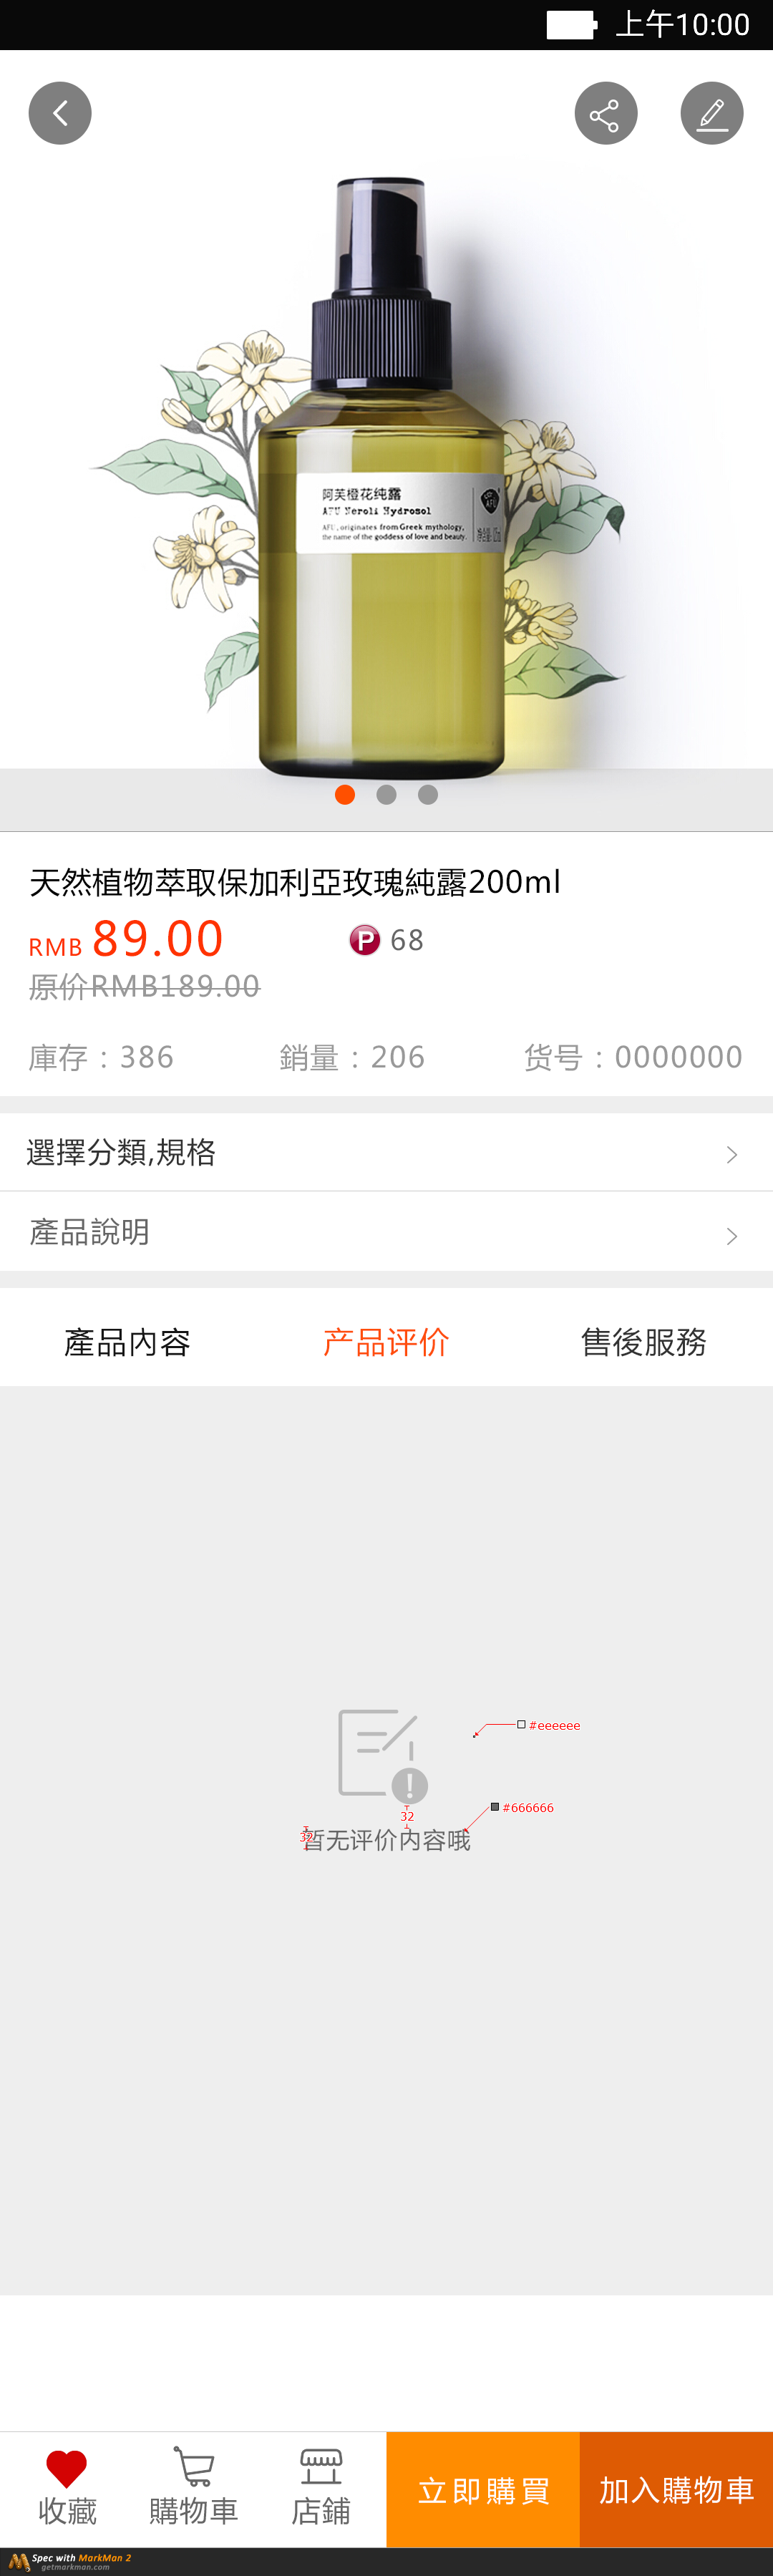 上午10:00
阿芙橙花纯露
AFU Neroli Hydrosol
AFU, originates from Greek mythology,
the name of the goddess of love and beauty.
AFU
天然植物萃取保加利亞玫瑰純露200ml
RMB 89.00
P 68
原价RMB189.00
庫存：386 銷量：206 货号：0000000
選擇分類,規格
產品說明
產品內容 产品评价 售後服務
#eeeeee
#666666
32
32
暂无评价内容哦
收藏 購物車 店鋪 立即購買 加入購物車
Spec with MarkMan 2
getmarkman.com